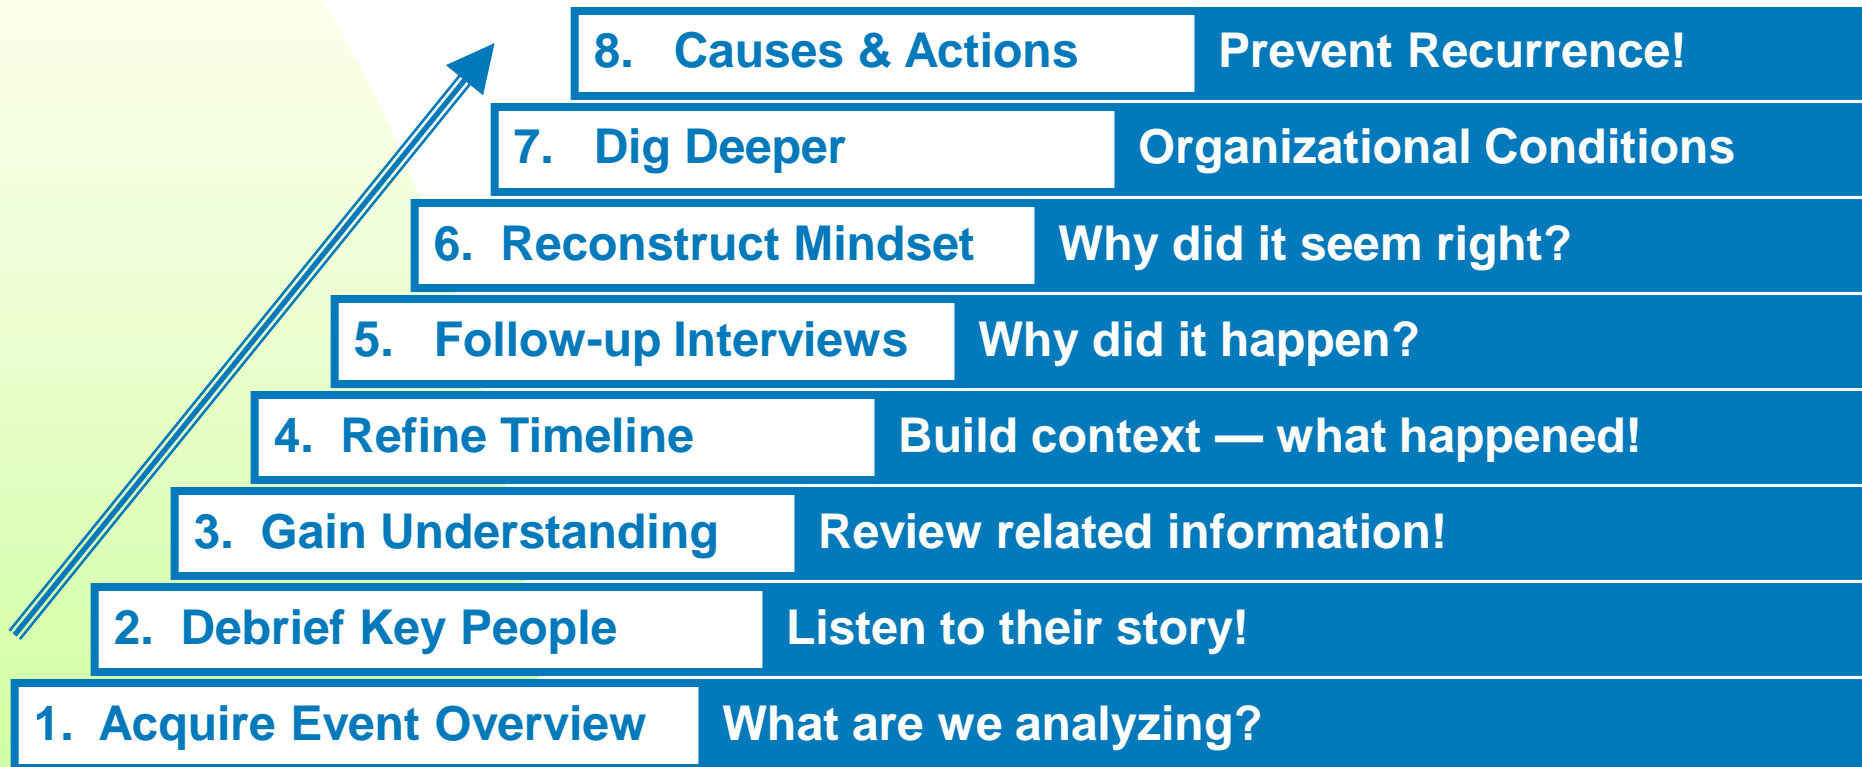 8. Causes & Actions Prevent Recurrence!
7. Dig Deeper Organizational Conditions
6. Reconstruct Mindset Why did it seem right?
5. Follow-up Interviews Why did it happen?
4. Refine Timeline Build context — what happened!
3. Gain Understanding Review related information!
2. Debrief Key People Listen to their story!
1. Acquire Event Overview What are we analyzing?